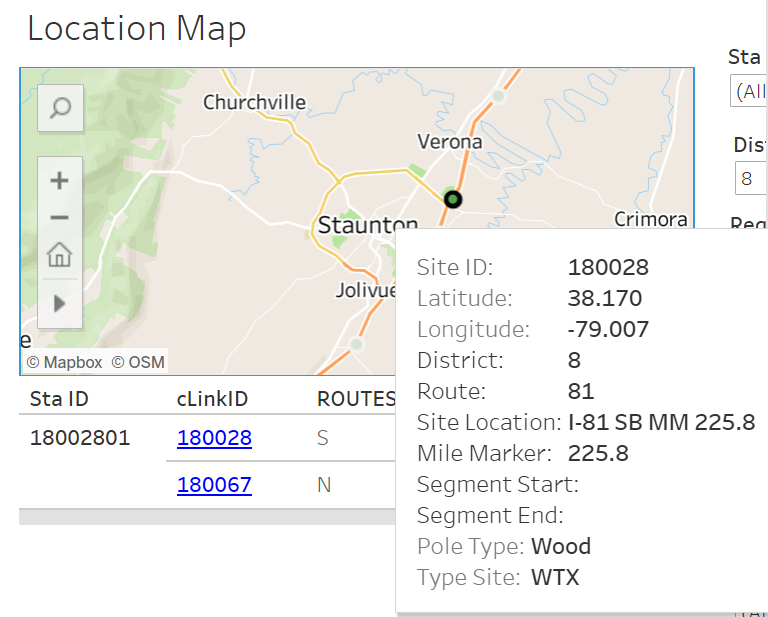 Location Map
Sta
(All
Dis
8
Req
Churchville
Verona
Staunton
Crimora
Jolivue
e
© Mapbox © OSM
Sta ID cLinkID ROUTES
18002801 180028 S
180067 N
Site ID: 180028
Latitude: 38.170
Longitude: -79.007
District: 8
Route: 81
Site Location: I-81 SB MM 225.8
Mile Marker: 225.8
Segment Start:
Segment End:
Pole Type: Wood
Type Site: WTX